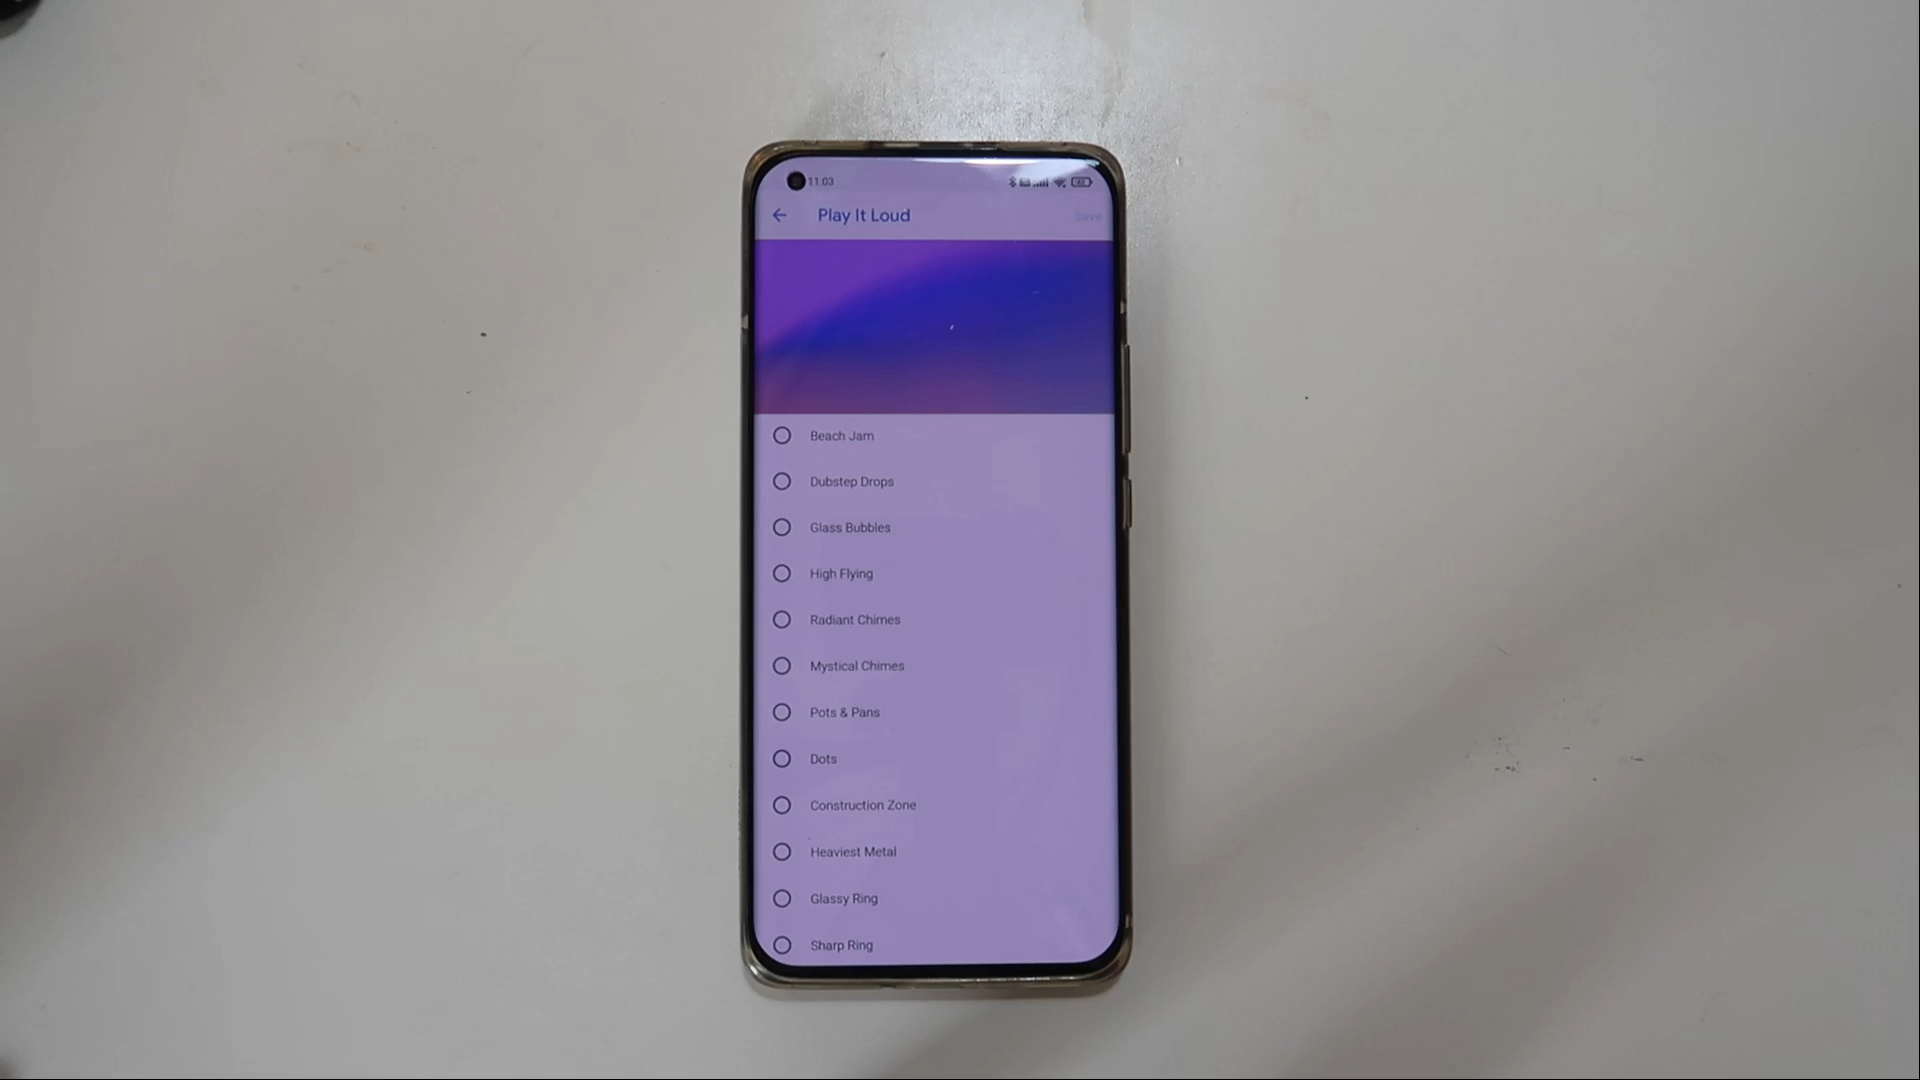 11:03
Play It Loud
Save
Beach Jam
Dubstep Drops
Glass Bubbles
High Flying
Radiant Chimes
Mystical Chimes
Pots & Pans
Dots
Construction Zone
Heaviest Metal
Glassy Ring
Sharp Ring